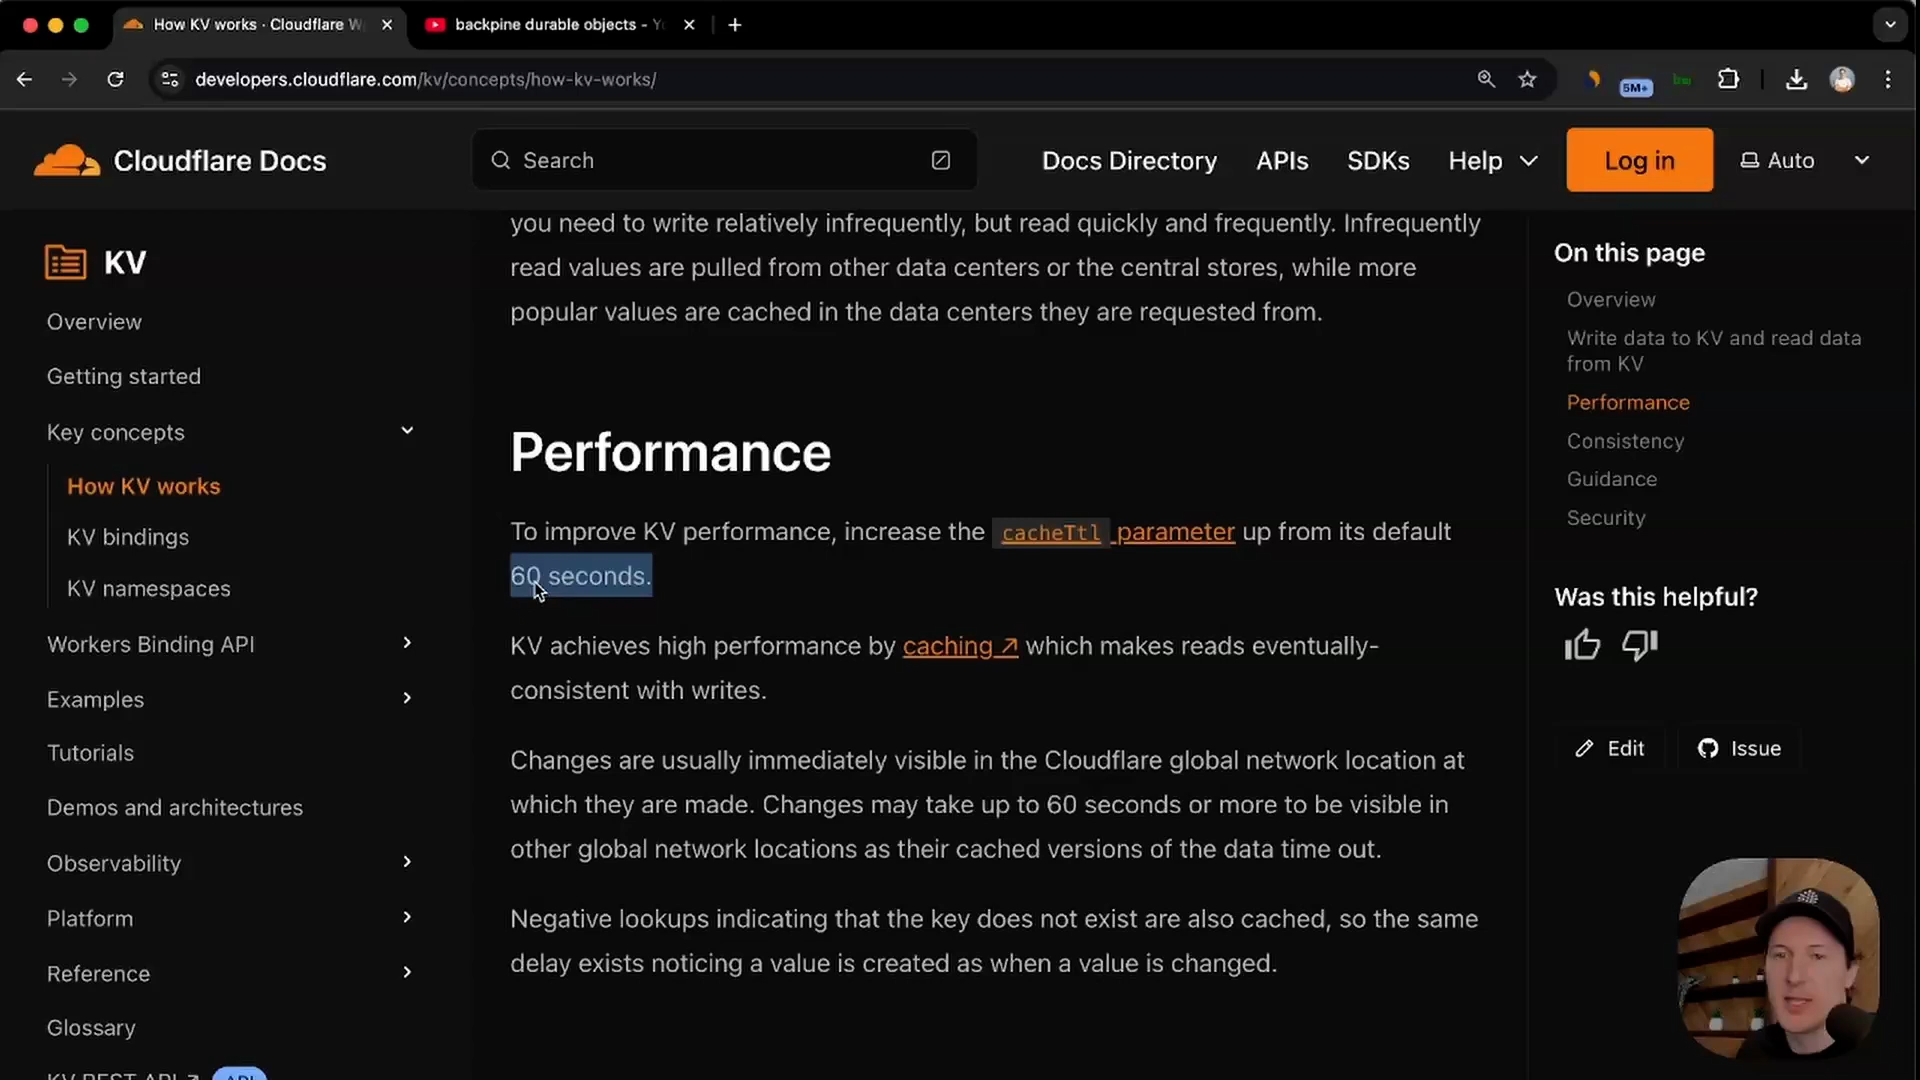 How KV works · Cloudflare W
backpine durable objects - Y
developers.cloudflare.com/kv/concepts/how-kv-works/
5M+
Cloudflare Docs
Search
Docs Directory
APIs
SDKs
Help
Log in
Auto
KV
Overview
Getting started
Key concepts
How KV works
KV bindings
KV namespaces
Workers Binding API
Examples
Tutorials
Demos and architectures
Observability
Platform
Reference
Glossary
KV REST API
API
you need to write relatively infrequently, but read quickly and frequently. Infrequently
read values are pulled from other data centers or the central stores, while more
popular values are cached in the data centers they are requested from.
Performance
To improve KV performance, increase the cacheTtl parameter up from its default
60 seconds.
KV achieves high performance by caching ↗ which makes reads eventually-
consistent with writes.
Changes are usually immediately visible in the Cloudflare global network location at
which they are made. Changes may take up to 60 seconds or more to be visible in
other global network locations as their cached versions of the data time out.
Negative lookups indicating that the key does not exist are also cached, so the same
delay exists noticing a value is created as when a value is changed.
On this page
Overview
Write data to KV and read data
from KV
Performance
Consistency
Guidance
Security
Was this helpful?
Edit
Issue